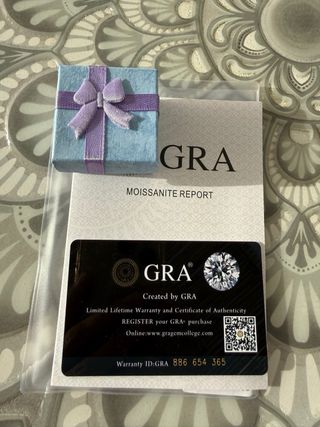 GRA
MOISSANITE REPORT
GRA®
Created by GRA
Limited Lifetime Warranty and Certificate of Authenticity
REGISTER your GRA® purchase
Online:www.gragemcollege.com
Warranty ID:GRA 886 654 365